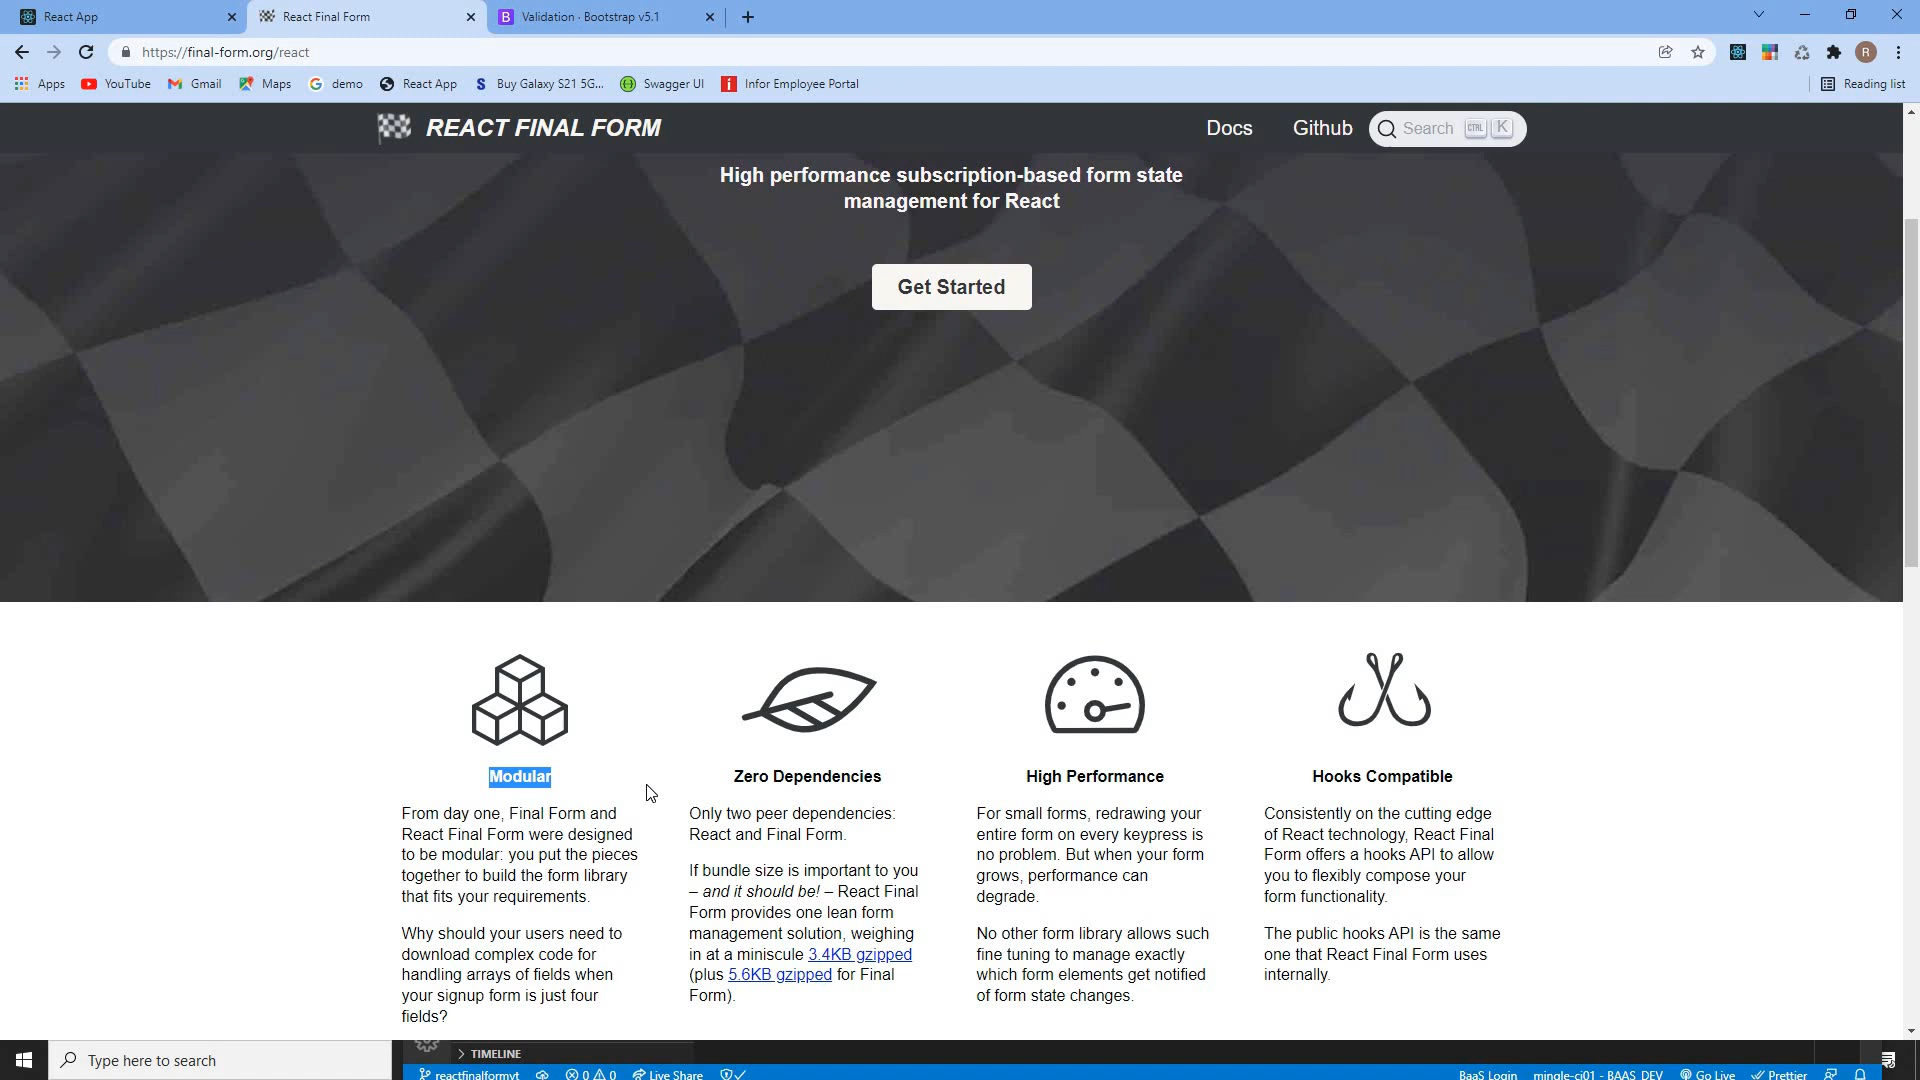 React App
React Final Form
Validation · Bootstrap v5.1
https://final-form.org/react
R
Apps
YouTube
Gmail
Maps
demo
React App
Buy Galaxy S21 5G...
Swagger UI
Infor Employee Portal
Reading list
REACT FINAL FORM
Docs
Github
Search
CTRL
K
High performance subscription-based form state
management for React
Get Started
Modular
From day one, Final Form and
React Final Form were designed
to be modular: you put the pieces
together to build the form library
that fits your requirements.
Why should your users need to
download complex code for
handling arrays of fields when
your signup form is just four
fields?
Zero Dependencies
Only two peer dependencies:
React and Final Form.
If bundle size is important to you
– and it should be! – React Final
Form provides one lean form
management solution, weighing
in at a miniscule 3.4KB gzipped
(plus 5.6KB gzipped for Final
Form).
High Performance
For small forms, redrawing your
entire form on every keypress is
no problem. But when your form
grows, performance can
degrade.
No other form library allows such
fine tuning to manage exactly
which form elements get notified
of form state changes.
Hooks Compatible
Consistently on the cutting edge
of React technology, React Final
Form offers a hooks API to allow
you to flexibly compose your
form functionality.
The public hooks API is the same
one that React Final Form uses
internally.
Type here to search
TIMELINE
reactfinalformyt
0
0
Live Share
BaaS Login
mingle-ci01 - BAAS_DEV
Go Live
Prettier